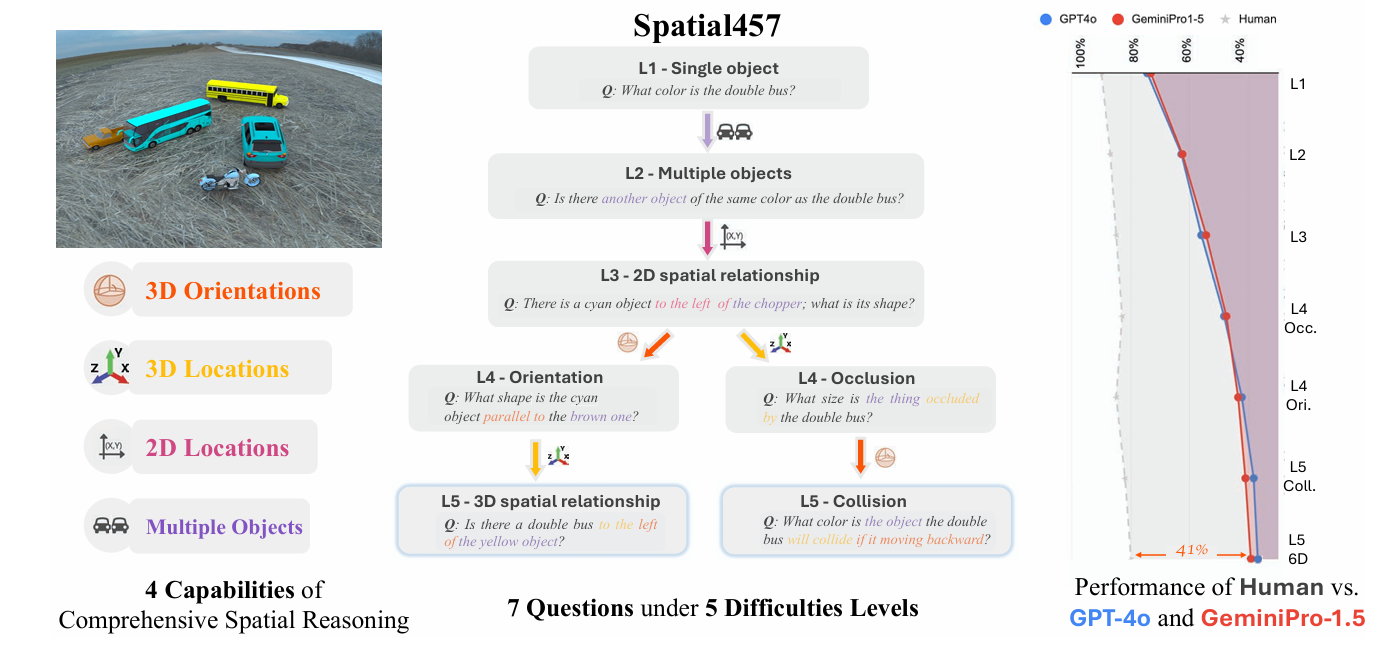 Spatial457
L1 - Single object
Q: What color is the double bus?
L2 - Multiple objects
Q: Is there another object of the same color as the double bus?
(X,Y)
L3 - 2D spatial relationship
Q: There is a cyan object to the left of the chopper; what is its shape?
Y
Z X
L4 - Orientation
Q: What shape is the cyan
object parallel to the brown one?
L4 - Occlusion
Q: What size is the thing occluded
by the double bus?
Y
Z X
L5 - 3D spatial relationship
Q: Is there a double bus to the left
of the yellow object?
L5 - Collision
Q: What color is the object the double
bus will collide if it moving backward?
7 Questions under 5 Difficulties Levels
3D Orientations
Y
Z X
3D Locations
(X,Y)
2D Locations
Multiple Objects
4 Capabilities of
Comprehensive Spatial Reasoning
GPT4o GeminiPro1-5 Human
100% 80% 60% 40%
L1
L2
L3
L4
Occ.
L4
Ori.
L5
Coll.
L5
6D
41%
Performance of Human vs.
GPT-4o and GeminiPro-1.5